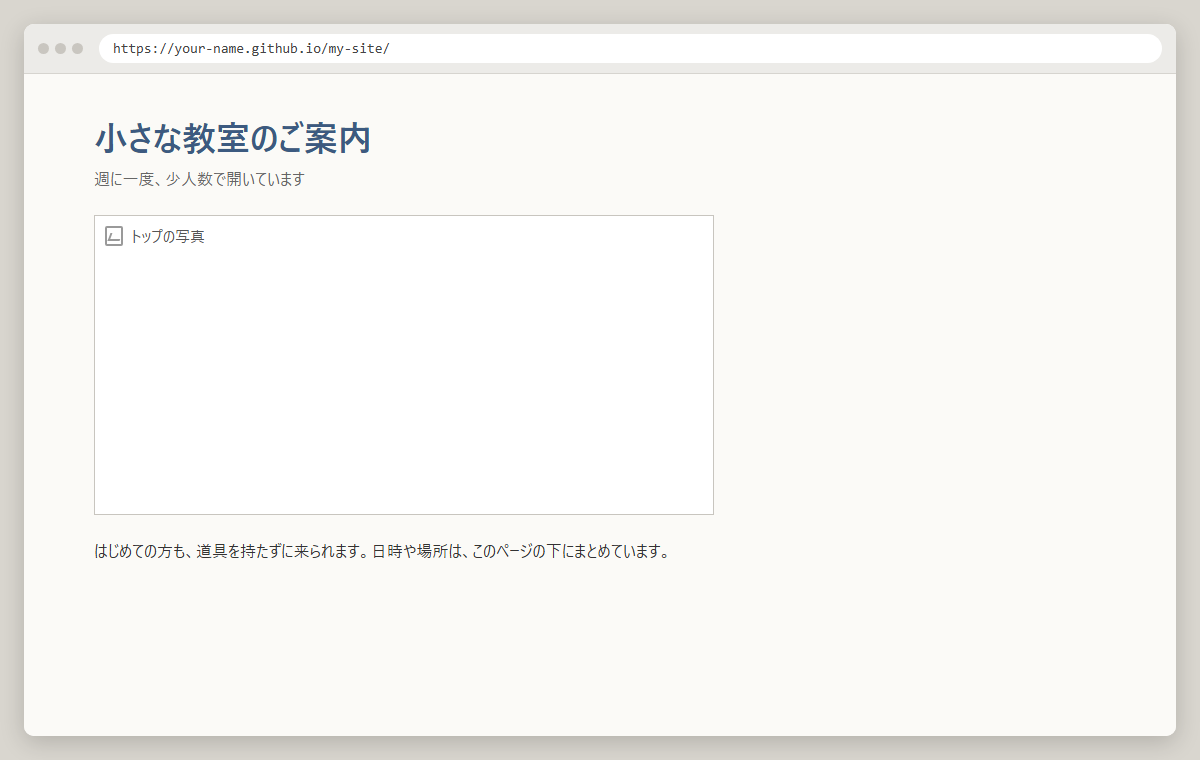 https://your-name.github.io/my-site/
小さな教室のご案内
週に一度、少人数で開いています
トップの写真
はじめての方も、道具を持たずに来られます。日時や場所は、このページの下にまとめています。